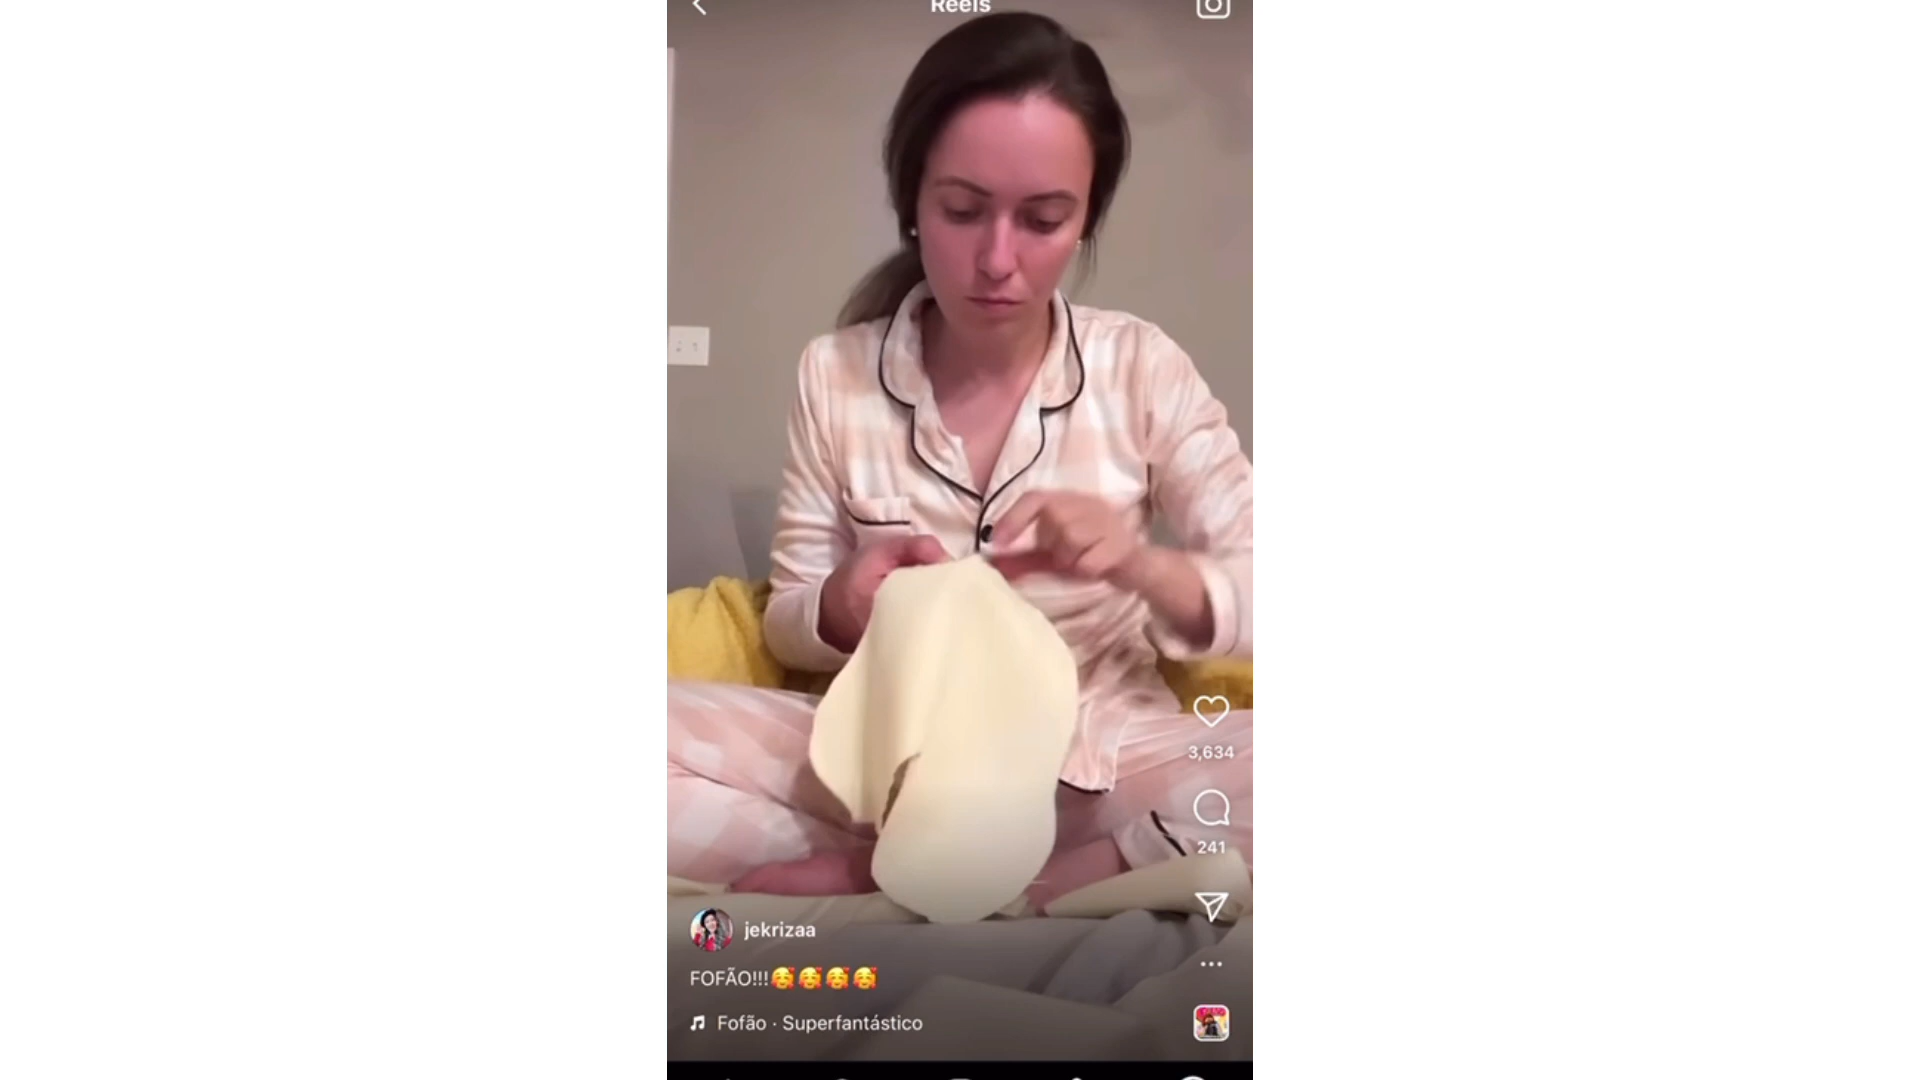 Reels
3,634
241
jekrizaa
FOFÃO!!!🥰🥰🥰🥰
Fofão · Superfantástico